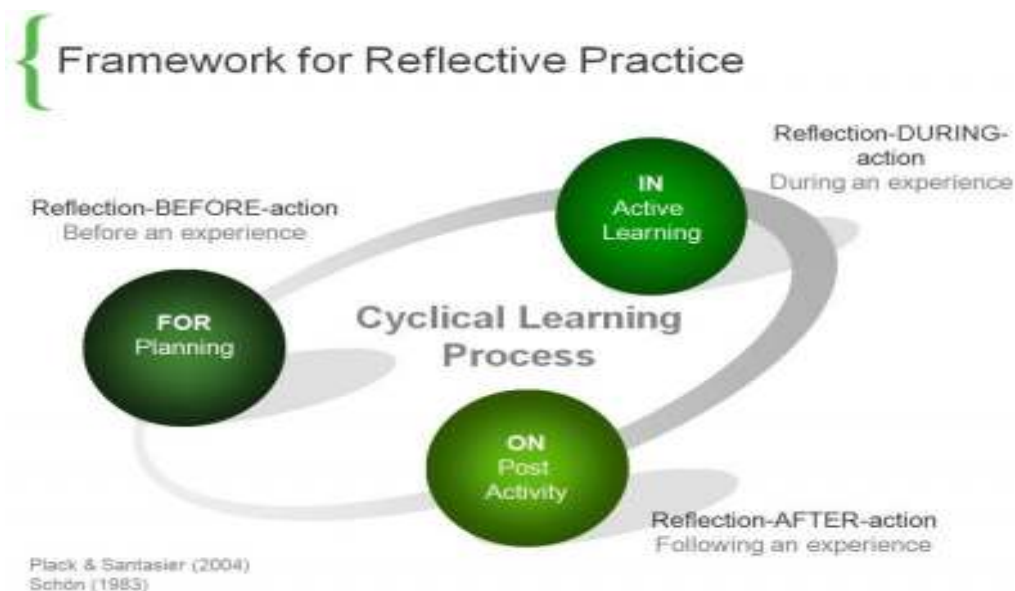 Framework for Reflective Practice
Reflection-DURING-
action
During an experience
IN
Active
Learning
Reflection-BEFORE-action
Before an experience
FOR
Planning
Cyclical Learning
Process
ON
Post
Activity
Reflection-AFTER-action
Following an experience
Plack & Santasier (2004)
Schön (1983)